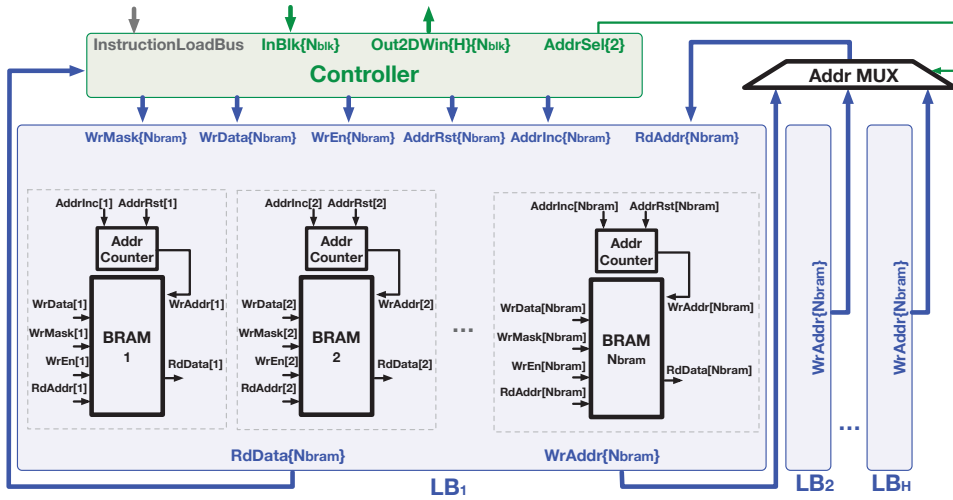 InstructionLoadBus InBlk{Nblk} Out2DWin{H}{Nblk} AddrSel{2}
Controller
Addr MUX
WrMask{Nbram} WrData{Nbram} WrEn{Nbram} AddrRst{Nbram} AddrInc{Nbram} RdAddr{Nbram}
AddrInc[1] AddrRst[1]
Addr
Counter
WrData[1]
WrAddr[1]
WrMask[1]
BRAM
1
WrEn[1]
RdData[1]
RdAddr[1]
AddrInc[2] AddrRst[2]
Addr
Counter
WrData[2]
WrAddr[2]
WrMask[2]
BRAM
2
WrEn[2]
RdData[2]
RdAddr[2]
...
AddrInc[Nbram] AddrRst[Nbram]
Addr
Counter
WrData[Nbram]
WrAddr[Nbram]
WrMask[Nbram]
BRAM
Nbram
WrEn[Nbram]
RdData[Nbram]
RdAddr[Nbram]
RdData{Nbram} WrAddr{Nbram}
LB1
WrAddr{Nbram}
LB2
...
WrAddr{Nbram}
LBH